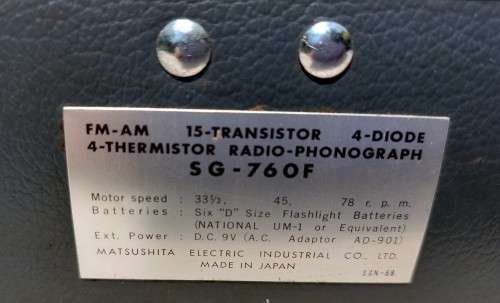 FM-AM 15-TRANSISTOR 4-DIODE
4-THERMISTOR RADIO-PHONOGRAPH
SG-760F
Motor speed : 33⅓, 45, 78 r. p. m.
Batteries : Six "D" Size Flashlight Batteries
(NATIONAL UM-1 or Equivalent)
Ext. Power : D.C. 9V (A.C. Adaptor AD-901)
MATSUSHITA ELECTRIC INDUSTRIAL CO., LTD.
MADE IN JAPAN